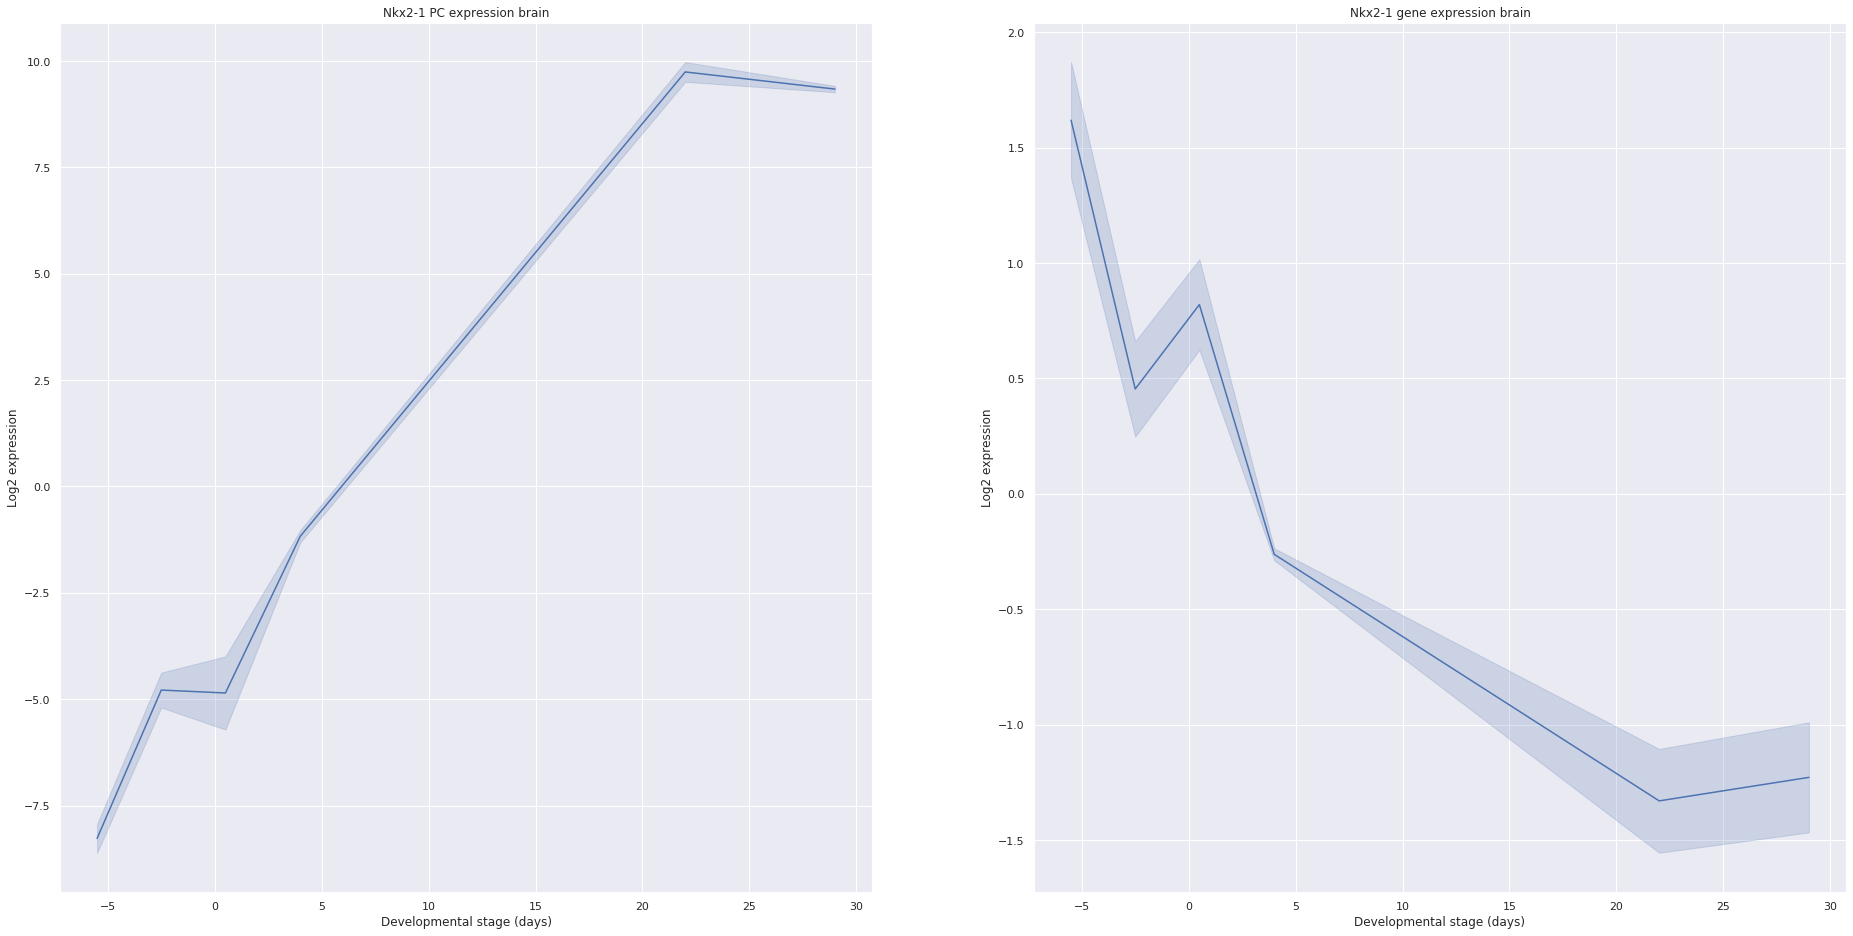 Nkx2-1 PC expression brain
10.0
7.5
5.0
2.5
0.0
−2.5
−5.0
−7.5
Log2 expression
−5 0 5 10 15 20 25 30
Developmental stage (days)
Nkx2-1 gene expression brain
2.0
1.5
1.0
0.5
0.0
−0.5
−1.0
−1.5
Log2 expression
−5 0 5 10 15 20 25 30
Developmental stage (days)